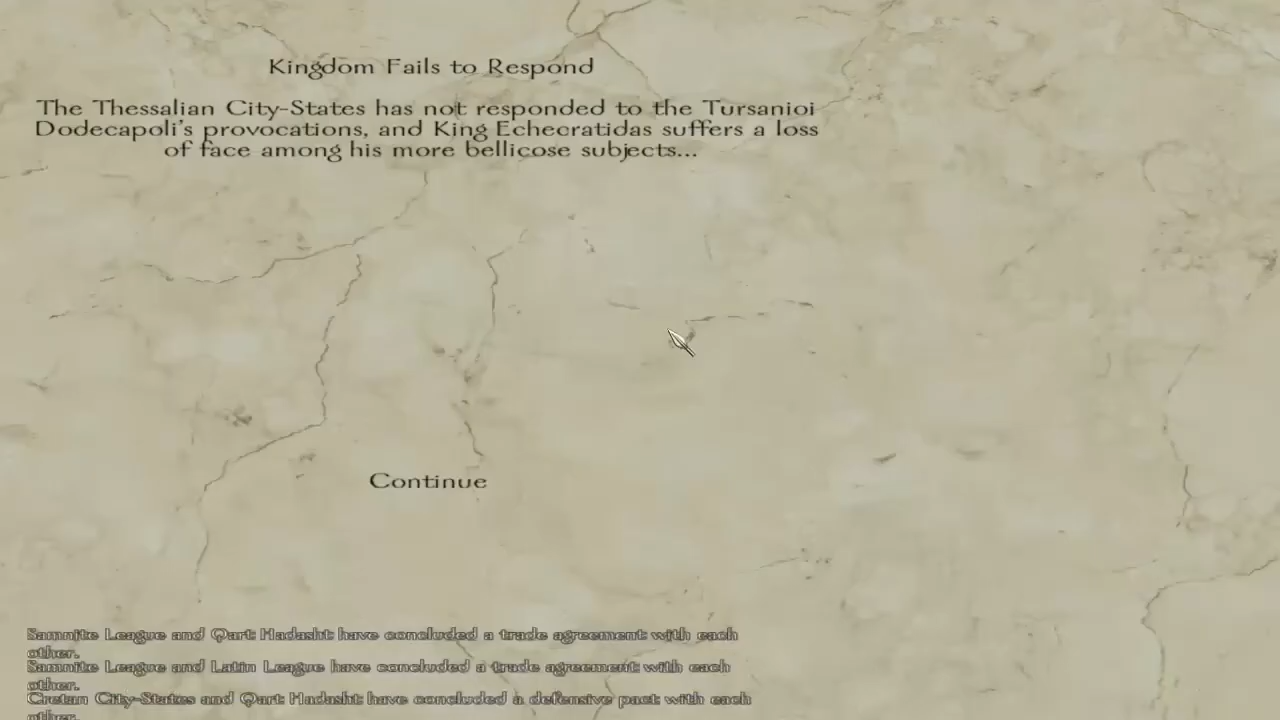 Kingdom Fails to Respond
The Thessalian City-States has not responded to the Tursanioi
Dodecapoli's provocations, and King Echecratidas suffers a loss
of face among his more bellicose subjects...
Continue
Samnite League and Qart Hadasht have concluded a trade agreement with each
other.
Samnite League and Latin League have concluded a trade agreement with each
other.
Cretan City-States and Qart Hadasht have concluded a defensive pact with each
other.